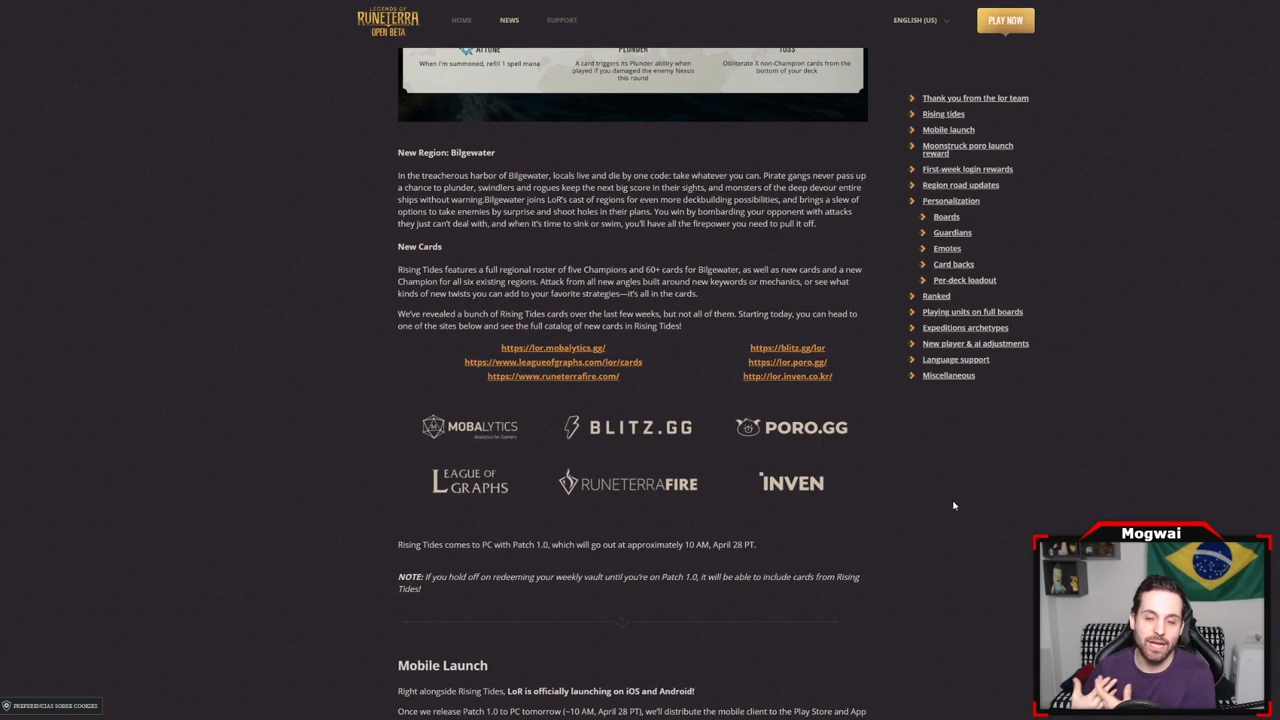 LEGENDS OF
RUNETERRA
OPEN BETA
HOME
NEWS
SUPPORT
ENGLISH (US)
PLAY NOW
ATTUNE
PLUNDER
TOSS
When I'm summoned, refill 1 spell mana
A card triggers its Plunder ability when
played if you damaged the enemy Nexus
this round
Obliterate X non-Champion cards from the
bottom of your deck
New Region: Bilgewater
In the treacherous harbor of Bilgewater, locals live and die by one code: take whatever you can. Pirate gangs never pass up
a chance to plunder, swindlers and rogues keep the next big score in their sights, and monsters of the deep devour entire
ships without warning.Bilgewater joins LoR's cast of regions for even more deckbuilding possibilities, and brings a slew of
options to take enemies by surprise and shoot holes in their plans. You win by bombarding your opponent with attacks
they just can't deal with, and when it's time to sink or swim, you'll have all the firepower you need to pull it off.
New Cards
Rising Tides features a full regional roster of five Champions and 60+ cards for Bilgewater, as well as new cards and a new
Champion for all six existing regions. Attack from all new angles built around new keywords or mechanics, or see what
kinds of new twists you can add to your favorite strategies—it's all in the cards.
We've revealed a bunch of Rising Tides cards over the last few weeks, but not all of them. Starting today, you can head to
one of the sites below and see the full catalog of new cards in Rising Tides!
https://lor.mobalytics.gg/
https://blitz.gg/lor
https://www.leagueofgraphs.com/lor/cards
https://lor.poro.gg/
https://www.runeterrafire.com/
http://lor.inven.co.kr/
MOBALYTICS
Analytics for Gamers
BLITZ.GG
PORO.GG
LEAGUE OF
GRAPHS
RUNETERRAFIRE
INVEN
Rising Tides comes to PC with Patch 1.0, which will go out at approximately 10 AM, April 28 PT.
NOTE: If you hold off on redeeming your weekly vault until you're on Patch 1.0, it will be able to include cards from Rising
Tides!
Mobile Launch
Right alongside Rising Tides, LoR is officially launching on iOS and Android!
Once we release Patch 1.0 to PC tomorrow (~10 AM, April 28 PT), we'll distribute the mobile client to the Play Store and App
Thank you from the lor team
Rising tides
Mobile launch
Moonstruck poro launch
reward
First-week login rewards
Region road updates
Personalization
Boards
Guardians
Emotes
Card backs
Per-deck loadout
Ranked
Playing units on full boards
Expeditions archetypes
New player & ai adjustments
Language support
Miscellaneous
Mogwai
PREFERÊNCIAS SOBRE COOKIES